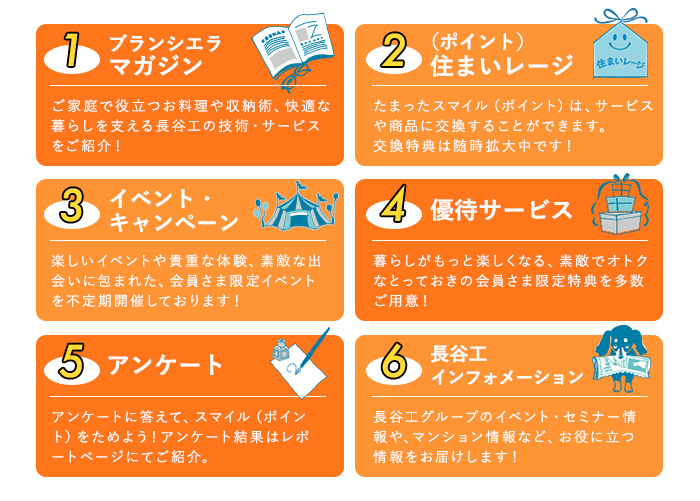 1
ブランシエラ
マガジン
ご家庭で役立つお料理や収納術、快適な
暮らしを支える長谷工の技術・サービス
をご紹介！
2
（ポイント）
住まいレージ
住まいレージ
たまったスマイル（ポイント）は、サービス
や商品に交換することができます。
交換特典は随時拡大中です！
3
イベント・
キャンペーン
楽しいイベントや貴重な体験、素敵な出
会いに包まれた、会員さま限定イベント
を不定期開催しております！
4
優待サービス
暮らしがもっと楽しくなる、素敵でオトク
なとっておきの会員さま限定特典を多数
ご用意！
5
アンケート
アンケートに答えて、スマイル（ポイン
ト）をためよう！アンケート結果はレポ
ートページにてご紹介。
6
長谷工
インフォメーション
長谷工グループのイベント・セミナー情
報や、マンション情報など、お役に立つ
情報をお届けします！